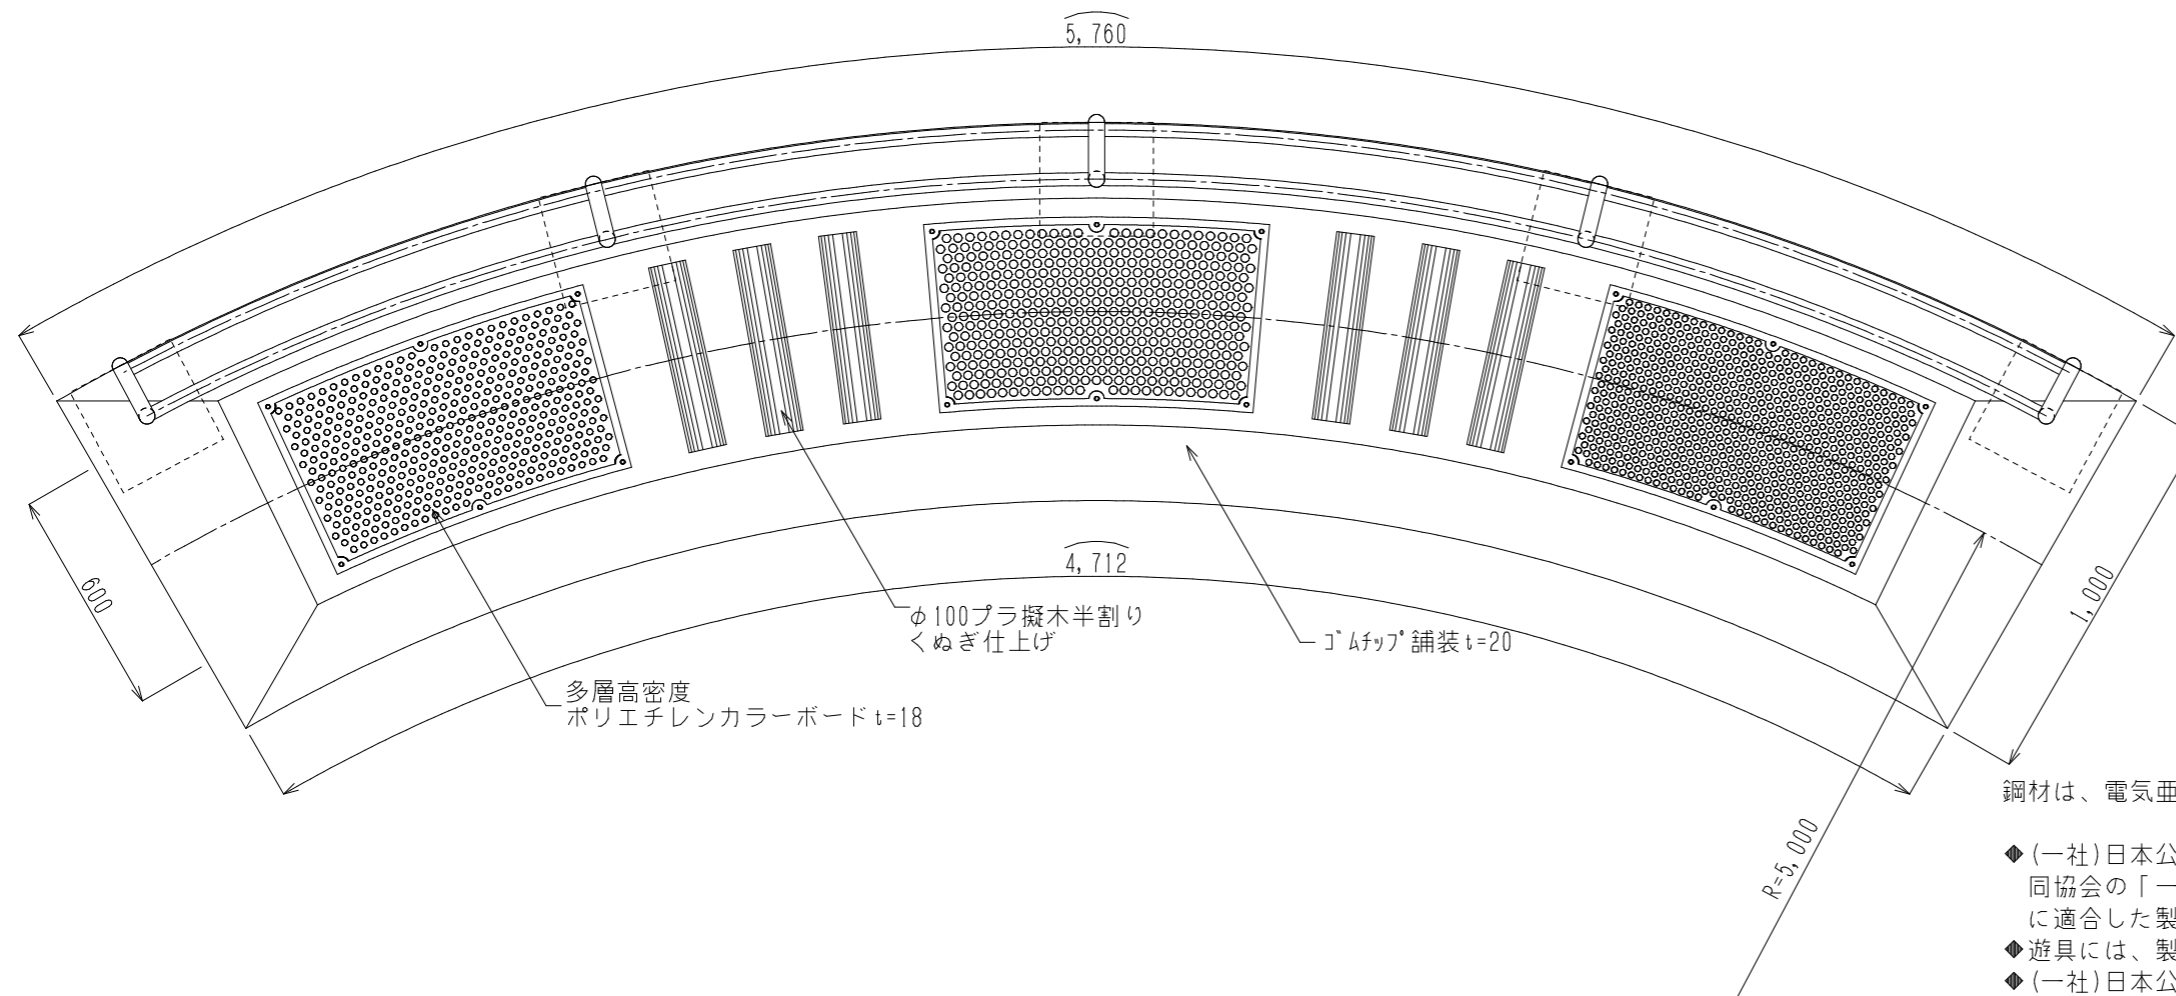 5,760
600
4,712
1,000
φ100プラ擬木半割り
くぬぎ仕上げ
ｺﾞﾑﾁｯﾌﾟ舗装t=20
多層高密度
ポリエチレンカラーボードt=18
R=5,000
鋼材は、電気亜
◆(一社)日本公
同協会の「一
に適合した製
◆遊具には、製
◆(一社)日本公